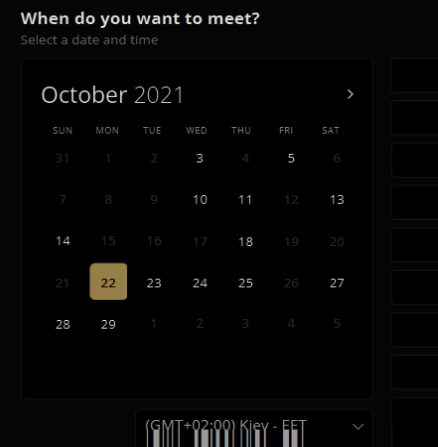 When do you want to meet?
Select a date and time
October 2021
SUN MON TUE WED THU FRI SAT
31 1 2 3 4 5 6
7 8 9 10 11 12 13
14 15 16 17 18 19 20
21 22 23 24 25 26 27
28 29 1 2 3 4 5
(GMT+02:00) Kiev - EET